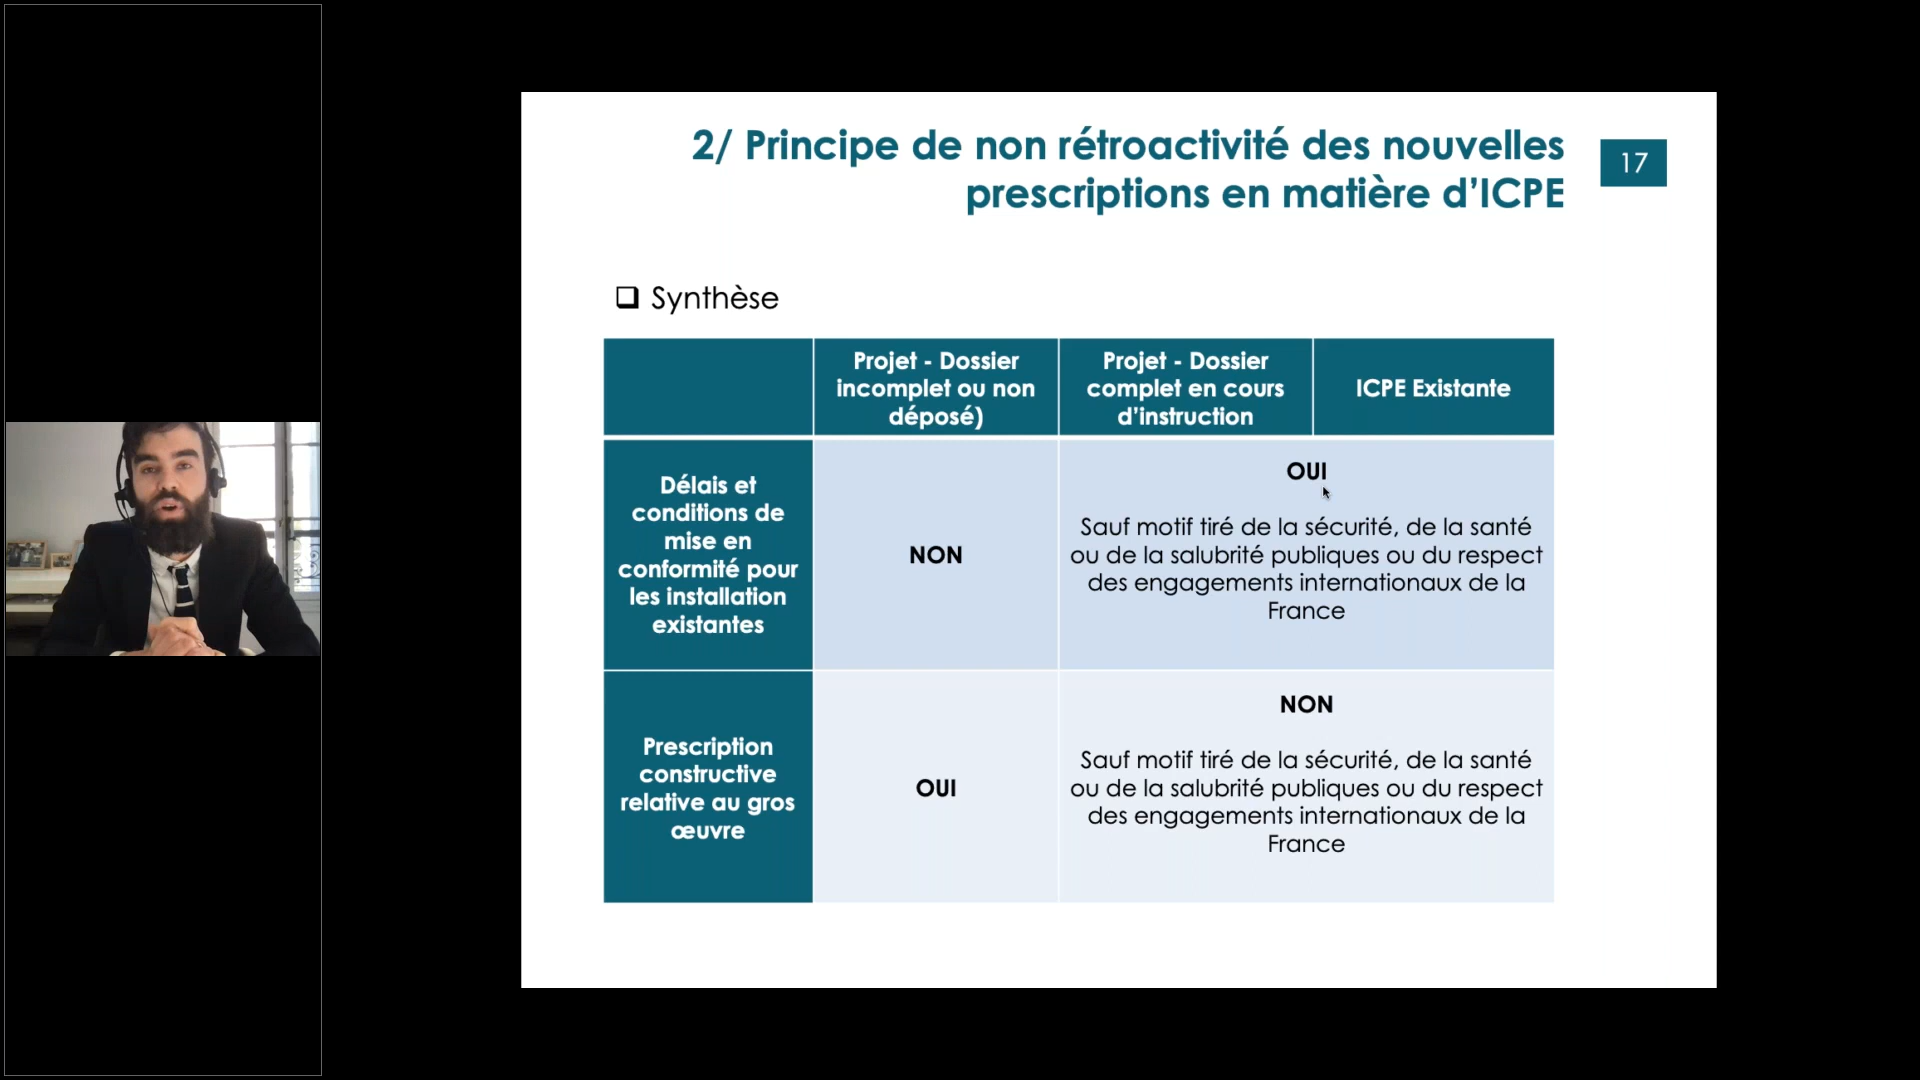 2/ Principe de non rétroactivité des nouvelles
prescriptions en matière d’ICPE
17
Synthèse
Projet - Dossier
incomplet ou non
déposé)
Projet - Dossier
complet en cours
d’instruction
ICPE Existante
Délais et
conditions de
mise en
conformité pour
les installation
existantes
NON
OUI
Sauf motif tiré de la sécurité, de la santé
ou de la salubrité publiques ou du respect
des engagements internationaux de la
France
Prescription
constructive
relative au gros
œuvre
OUI
NON
Sauf motif tiré de la sécurité, de la santé
ou de la salubrité publiques ou du respect
des engagements internationaux de la
France